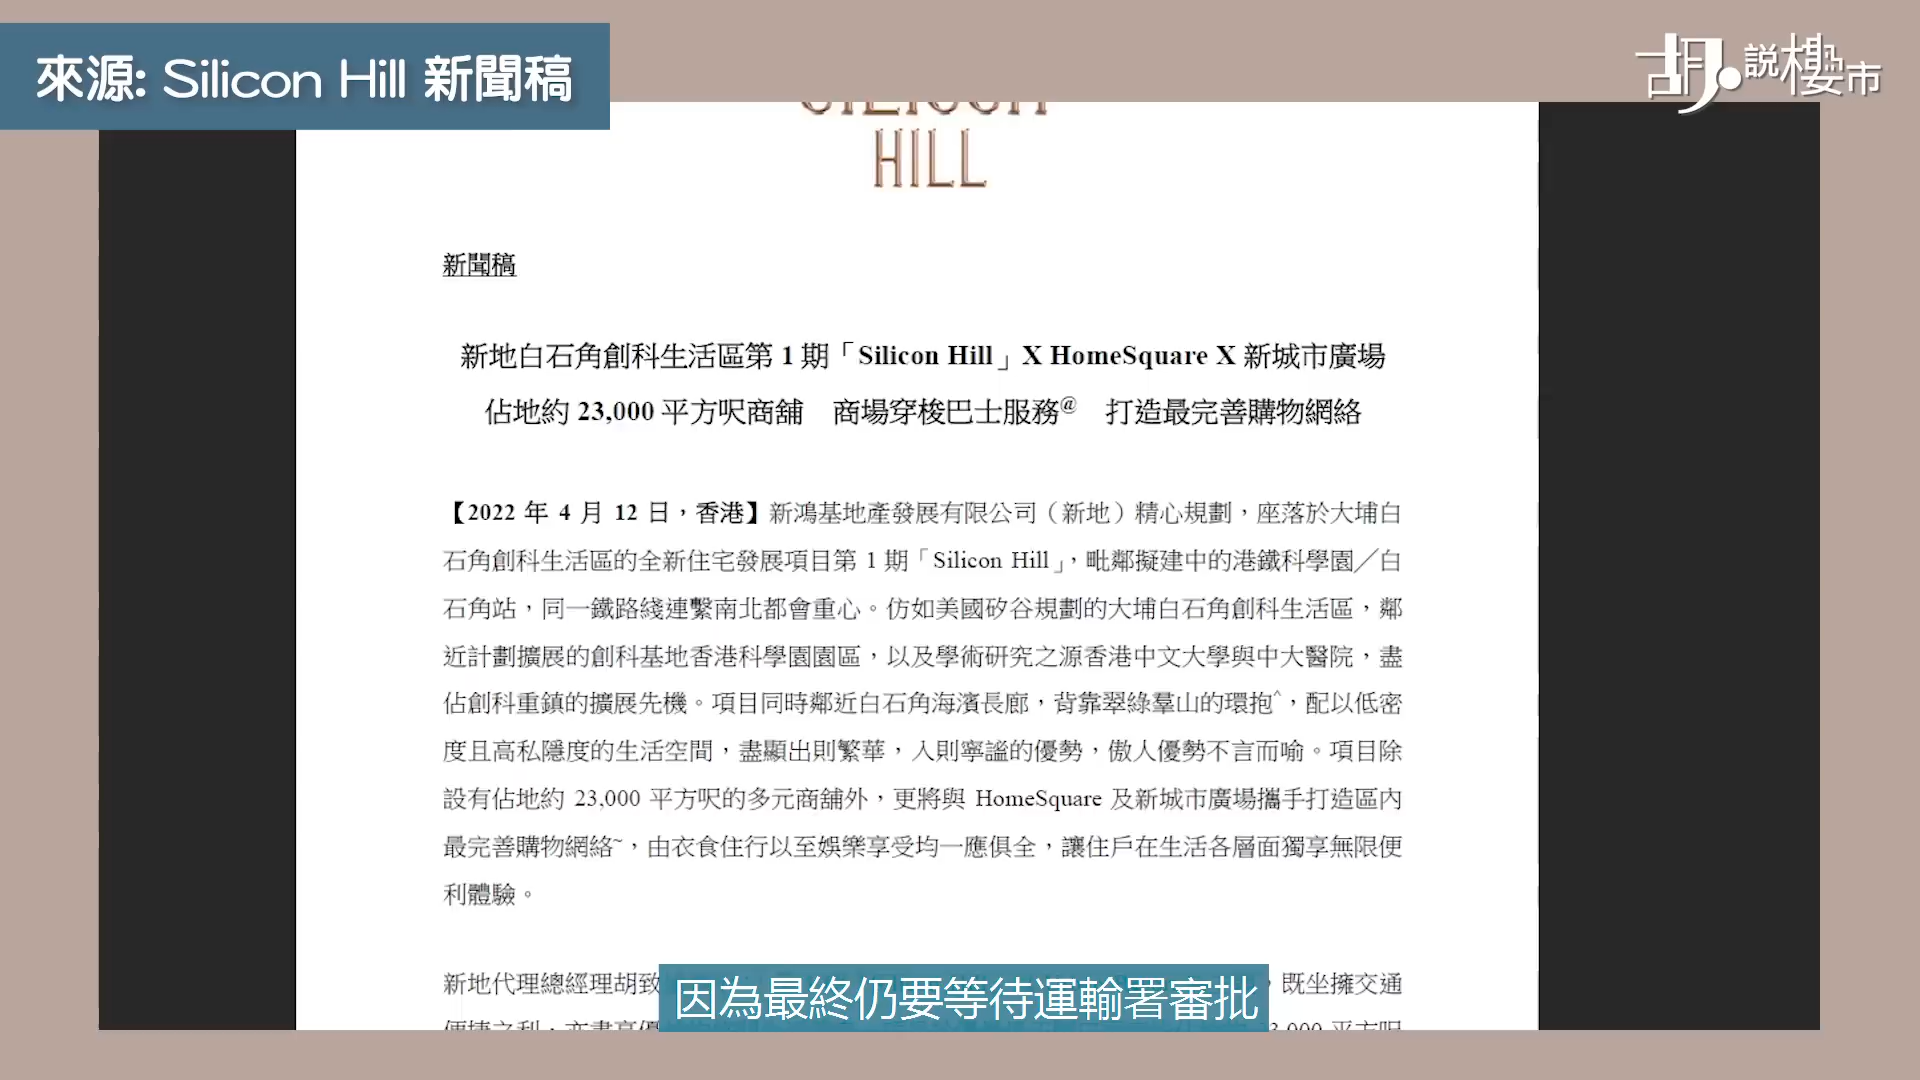 來源: Silicon Hill 新聞稿
胡.説樓市
SILICON
HILL
新聞稿
新地白石角創科生活區第 1 期「Silicon Hill」X HomeSquare X 新城市廣場
佔地約 23,000 平方呎商舖 商場穿梭巴士服務@ 打造最完善購物網絡
【2022 年 4 月 12 日，香港】新鴻基地產發展有限公司（新地）精心規劃，座落於大埔白
石角創科生活區的全新住宅發展項目第 1 期「Silicon Hill」，毗鄰擬建中的港鐵科學園／白
石角站，同一鐵路綫連繫南北都會重心。仿如美國矽谷規劃的大埔白石角創科生活區，鄰
近計劃擴展的創科基地香港科學園園區，以及學術研究之源香港中文大學與中大醫院，盡
佔創科重鎮的擴展先機。項目同時鄰近白石角海濱長廊，背靠翠綠羣山的環抱^，配以低密
度且高私隱度的生活空間，盡顯出則繁華，入則寧謐的優勢，傲人優勢不言而喻。項目除
設有佔地約 23,000 平方呎的多元商舖外，更將與 HomeSquare 及新城市廣場攜手打造區內
最完善購物網絡~，由衣食住行以至娛樂享受均一應俱全，讓住戶在生活各層面獨享無限便
利體驗。
新地代理總經理胡致 ，既坐擁交通
因為最終仍要等待運輸署審批
便捷之利，亦盡享優 23,000 平方呎